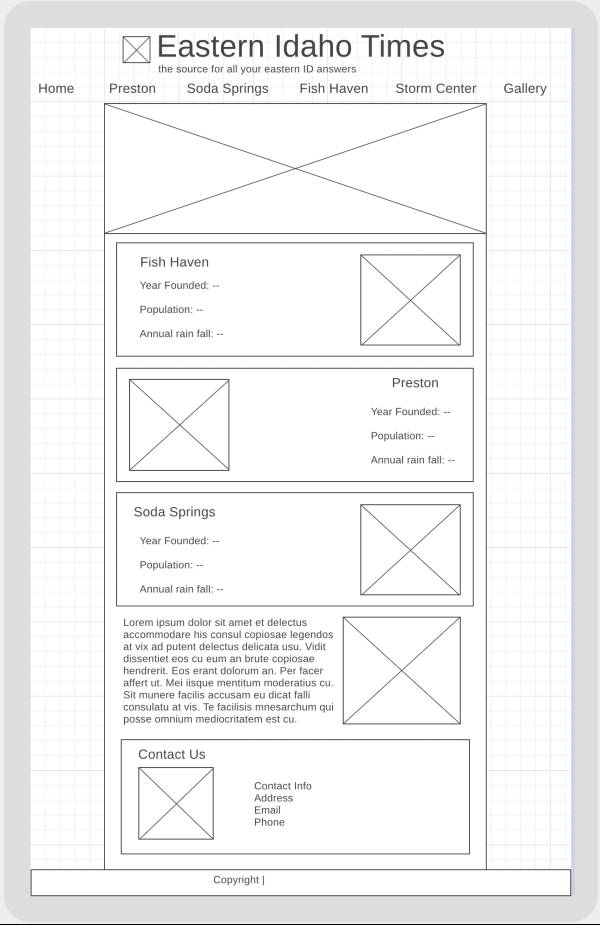 Eastern Idaho Times
the source for all your eastern ID answers
Home Preston Soda Springs Fish Haven Storm Center Gallery
Fish Haven
Year Founded: --
Population: --
Annual rain fall: --
Preston
Year Founded: --
Population: --
Annual rain fall: --
Soda Springs
Year Founded: --
Population: --
Annual rain fall: --
Lorem ipsum dolor sit amet et delectus
accommodare his consul copiosae legendos
at vix ad putent delectus delicata usu. Vidit
dissentiet eos cu eum an brute copiosae
hendrerit. Eos erant dolorum an. Per facer
affert ut. Mei iisque mentitum moderatius cu.
Sit munere facilis accusam eu dicat falli
consulatu at vis. Te facilisis mnesarchum qui
posse omnium mediocritatem est cu.
Contact Us
Contact Info
Address
Email
Phone
Copyright |